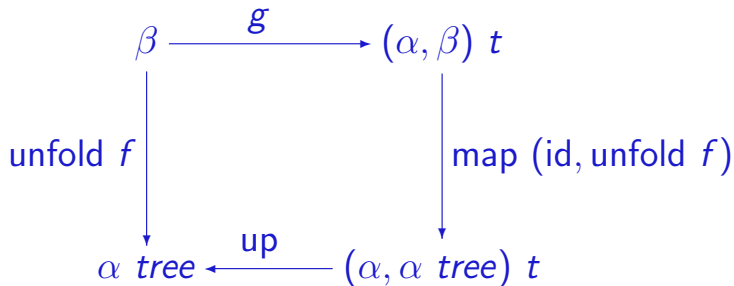 g
β (α, β) t
unfold f map (id, unfold f)
up
α tree (α, α tree) t